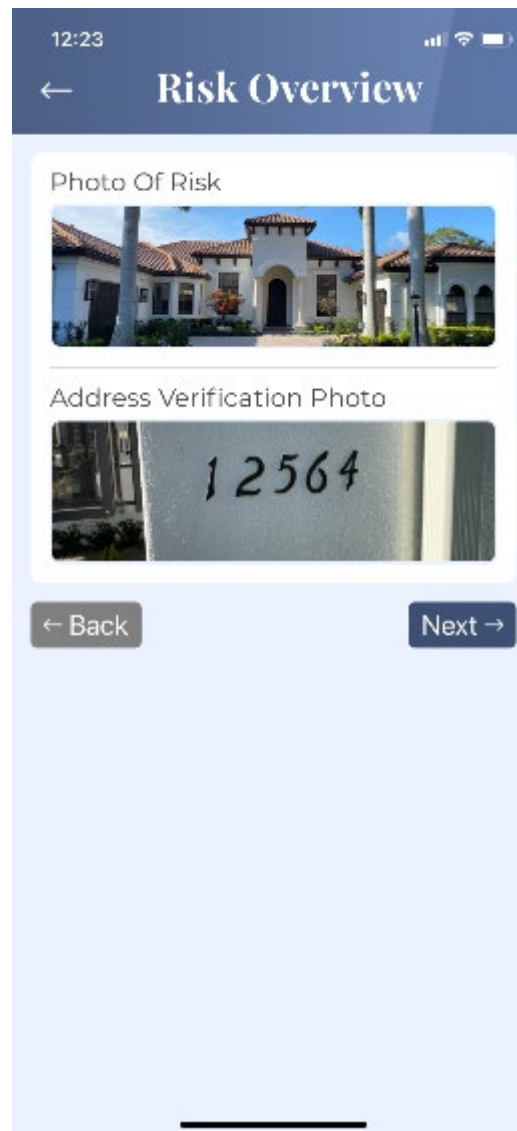 12:23
← Risk Overview
Photo Of Risk
Address Verification Photo
12564
← Back
Next →